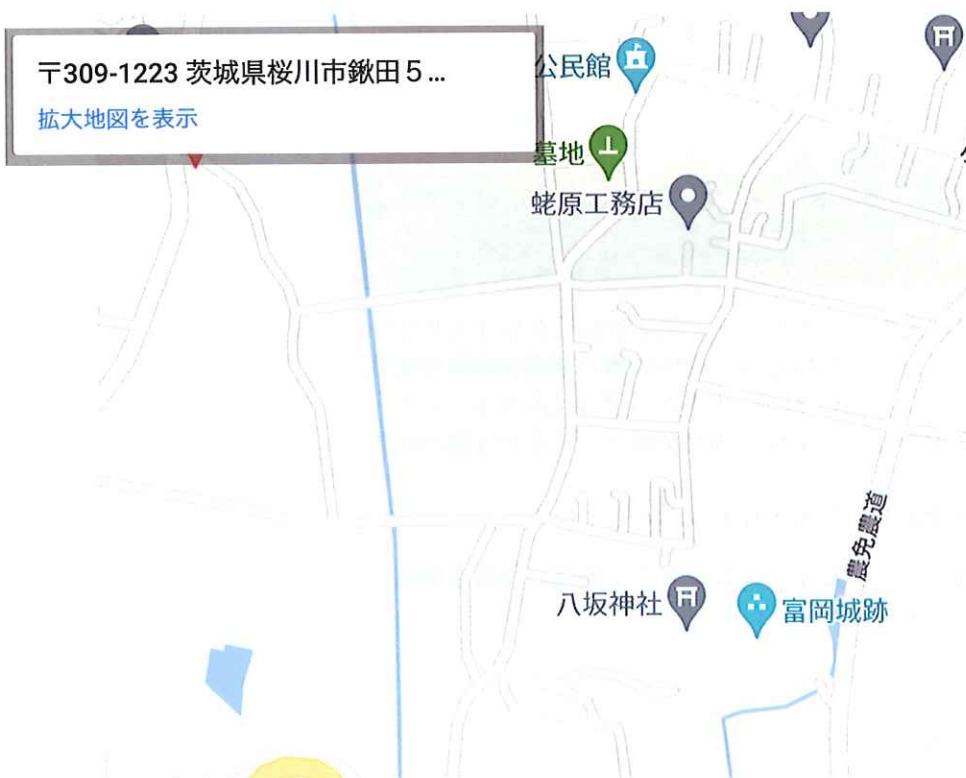 〒309-1223 茨城県桜川市鍬田５...
拡大地図を表示
公民館
墓地
蛯原工務店
農免農道
八坂神社
富岡城跡